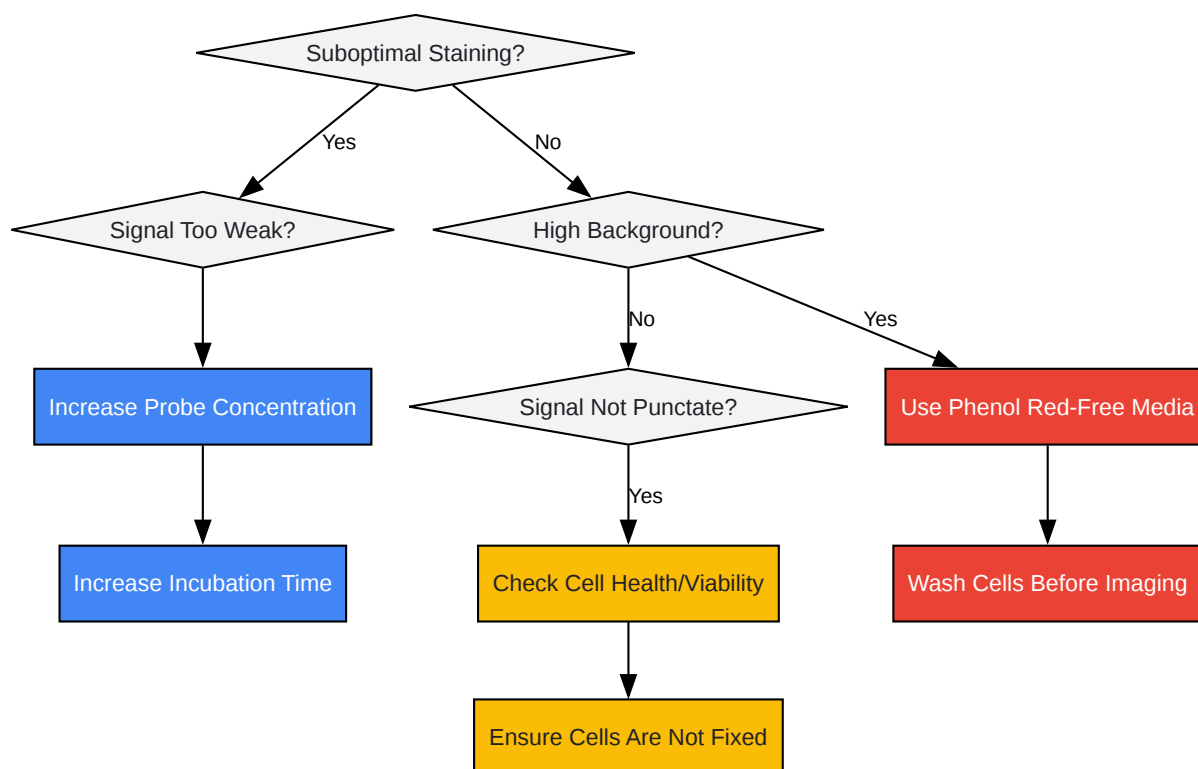 Suboptimal Staining?
Yes
No
Signal Too Weak?
High Background?
No
Yes
Increase Probe Concentration
Signal Not Punctate?
Use Phenol Red-Free Media
Yes
Increase Incubation Time
Check Cell Health/Viability
Wash Cells Before Imaging
Ensure Cells Are Not Fixed